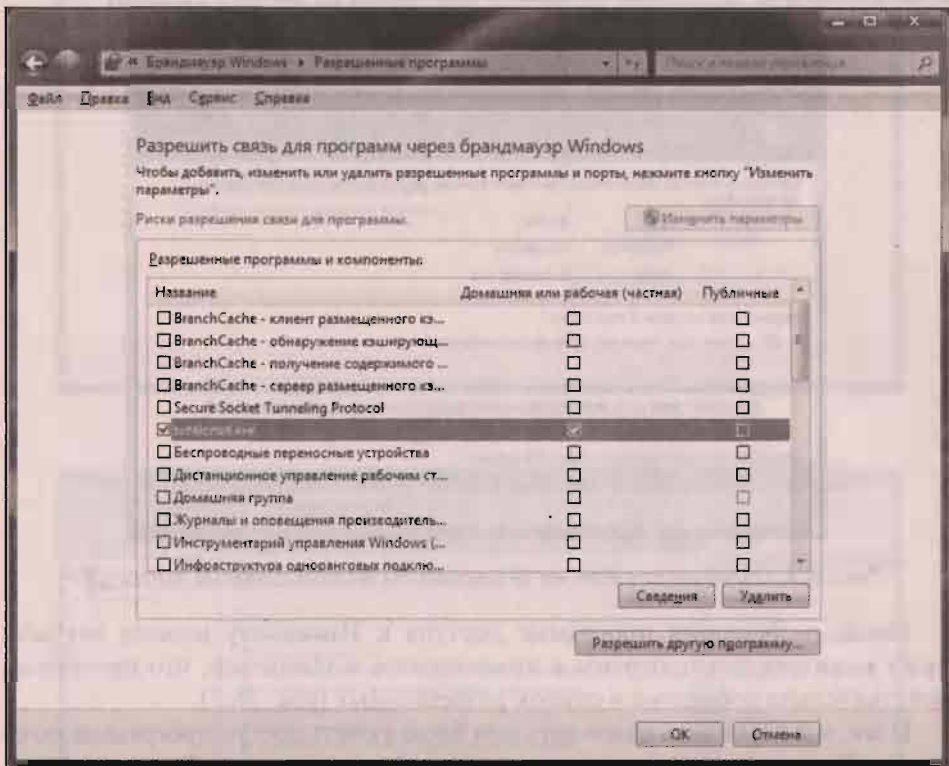 « Брандмауэр Windows ▸ Разрешенные программы
Файл Правка Вид Сервис Справка
Разрешить связь для программ через брандмауэр Windows
Чтобы добавить, изменить или удалить разрешенные программы и порты, нажмите кнопку "Изменить
параметры".
Риски разрешения связи для программы.
Изменить параметры
Разрешенные программы и компоненты:
Название Домашняя или рабочая (частная) Публичные
BranchCache - клиент размещенного кэ...
BranchCache - обнаружение кэширующ...
BranchCache - получение содержимого ...
BranchCache - сервер размещенного кэ...
Secure Socket Tunneling Protocol
Беспроводные переносные устройства
Дистанционное управление рабочим ст...
Домашняя группа
Журналы и оповещения производитель...
Инструментарий управления Windows (...
Инфраструктура одноранговых подклю...
Сведения Удалить
Разрешить другую программу...
ОК Отмена